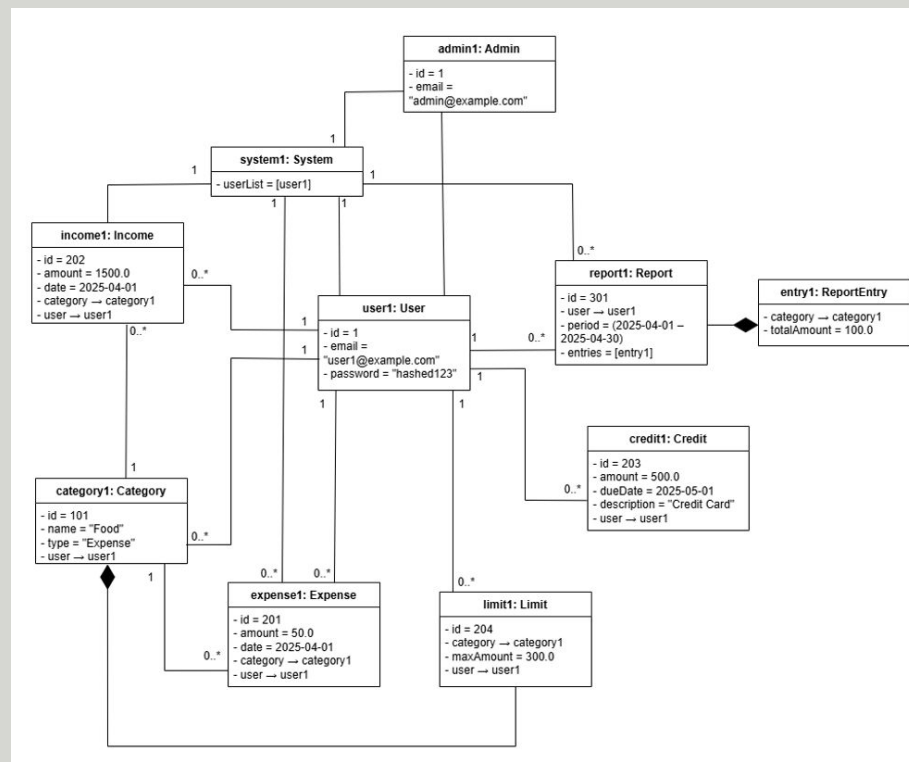 admin1: Admin
- id = 1
- email =
"admin@example.com"
1
system1: System
- userList = [user1]
1
1
1
1
income1: Income
- id = 202
- amount = 1500.0
- date = 2025-04-01
- category → category1
- user → user1
0..*
0..*
0..*
report1: Report
- id = 301
- user → user1
- period = (2025-04-01 –
2025-04-30)
- entries = [entry1]
entry1: ReportEntry
- category → category1
- totalAmount = 100.0
user1: User
- id = 1
- email =
"user1@example.com"
- password = "hashed123"
1
1
1
0..*
1
1
1
credit1: Credit
- id = 203
- amount = 500.0
- dueDate = 2025-05-01
- description = "Credit Card"
- user → user1
0..*
1
category1: Category
- id = 101
- name = "Food"
- type = "Expense"
- user → user1
0..*
1
0..*
0..*
0..*
0..*
expense1: Expense
- id = 201
- amount = 50.0
- date = 2025-04-01
- category → category1
- user → user1
limit1: Limit
- id = 204
- category → category1
- maxAmount = 300.0
- user → user1